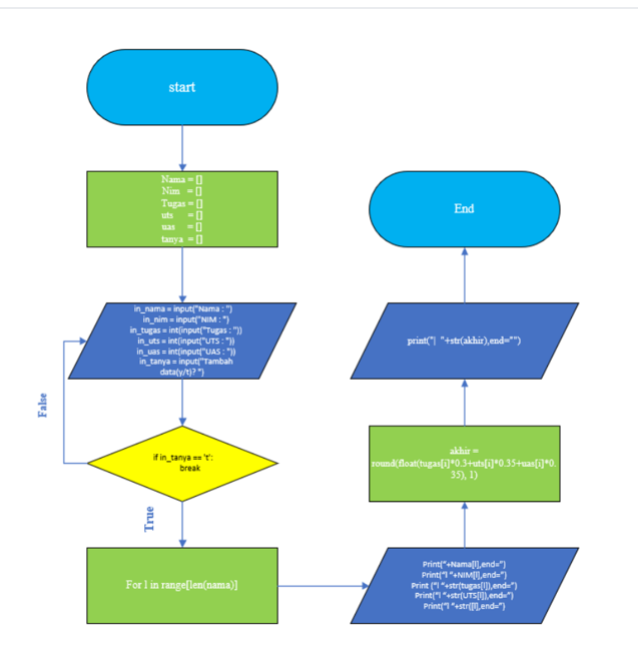 start
Nama = []
Nim = []
Tugas = []
uts = []
uas = []
tanya = []
in_nama = input("Nama : ")
in_nim = input("NIM : ")
in_tugas = int(input("Tugas : "))
in_uts = int(input("UTS : "))
in_uas = int(input("UAS : "))
in_tanya = input("Tambah
data(y/t)? ")
False
if in_tanya == 't':
break
True
For l in range[len(nama)]
Print("+Nama[l],end=")
Print("l "+NIM[l],end=")
Print ("l "+str(tugas[l]),end=")
Print("l "+str(UTS[l]),end=")
Print("l "+str([l],end=")
akhir =
round(float(tugas[i]*0.3+uts[i]*0.35+uas[i]*0.
35), 1)
print("| "+str(akhir),end="")
End